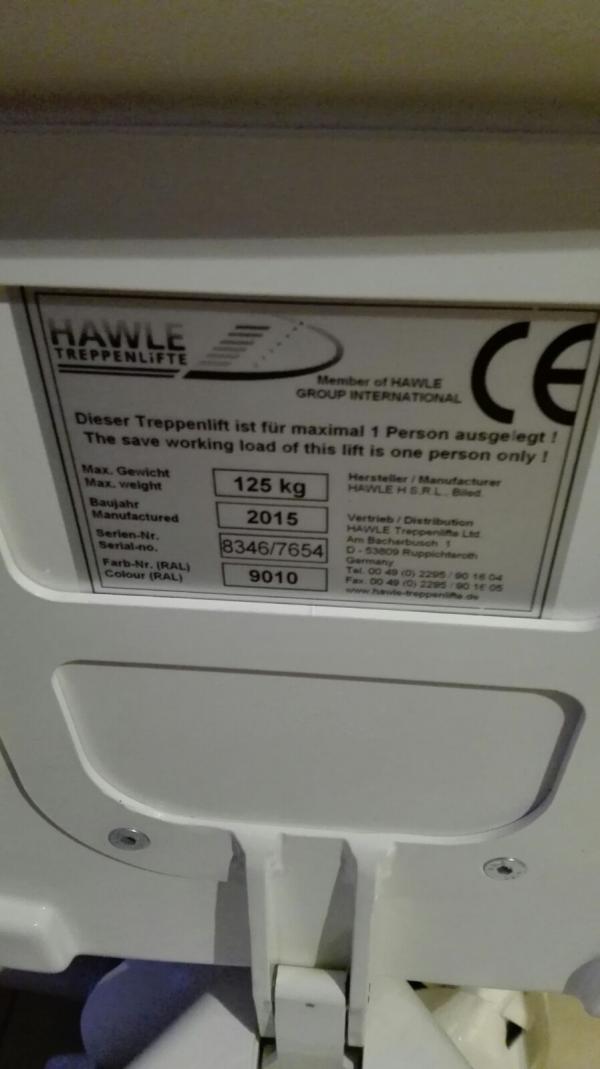 HAWLE
TREPPENLiFTE
Member of HAWLE
GROUP INTERNATIONAL
CE
Dieser Treppenlift ist für maximal 1 Person ausgelegt !
The save working load of this lift is one person only !
Max. Gewicht
Max. weight
125 kg
Baujahr
Manufactured
2015
Serien-Nr.
Serial-no.
8346/7654
Farb-Nr. (RAL)
Colour (RAL)
9010
Hersteller / Manufacturer
HAWLE H S.R.L., Biled.
Vertrieb / Distribution
HAWLE Treppenlifte Ltd.
Am Bacherbusch 1
D - 53809 Ruppichteroth
Germany
Tel. 00 49 (0) 2295 / 90 16 04
Fax. 00 49 (0) 2295 / 90 16 05
www.hawle-treppenlifte.de